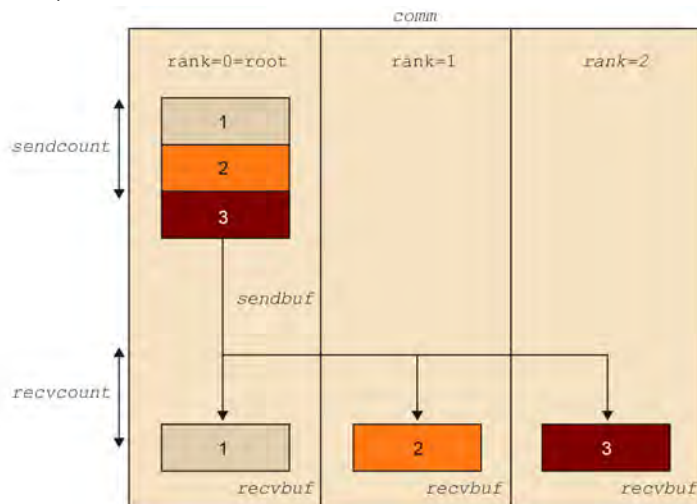 comm
rank=0=root rank=1 rank=2
1
sendcount
2
3
sendbuf
recvcount
1 2 3
recvbuf recvbuf recvbuf